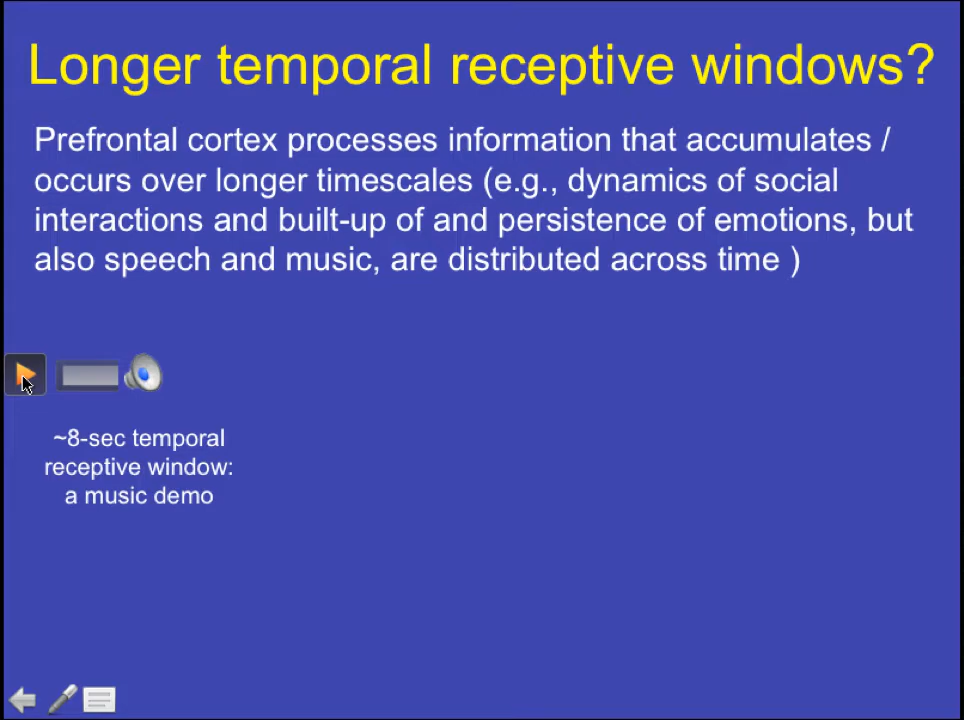 Longer temporal receptive windows?
Prefrontal cortex processes information that accumulates /
occurs over longer timescales (e.g., dynamics of social
interactions and built-up of and persistence of emotions, but
also speech and music, are distributed across time )
~8-sec temporal
receptive window:
a music demo